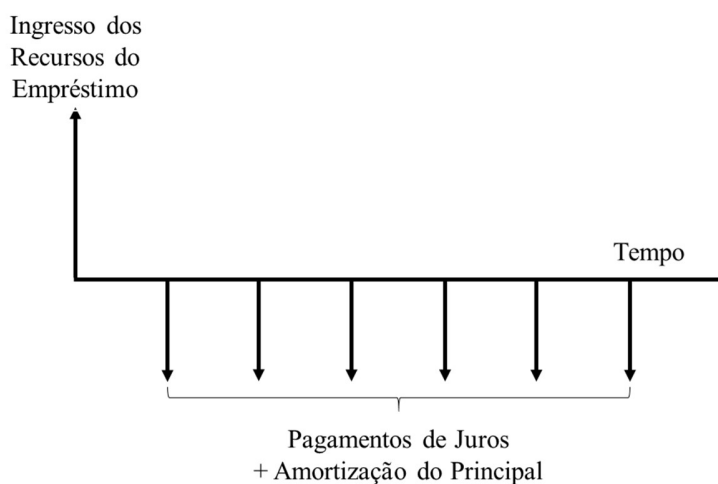 Ingresso dos
Recursos do
Empréstimo
Tempo
Pagamentos de Juros
+ Amortização do Principal